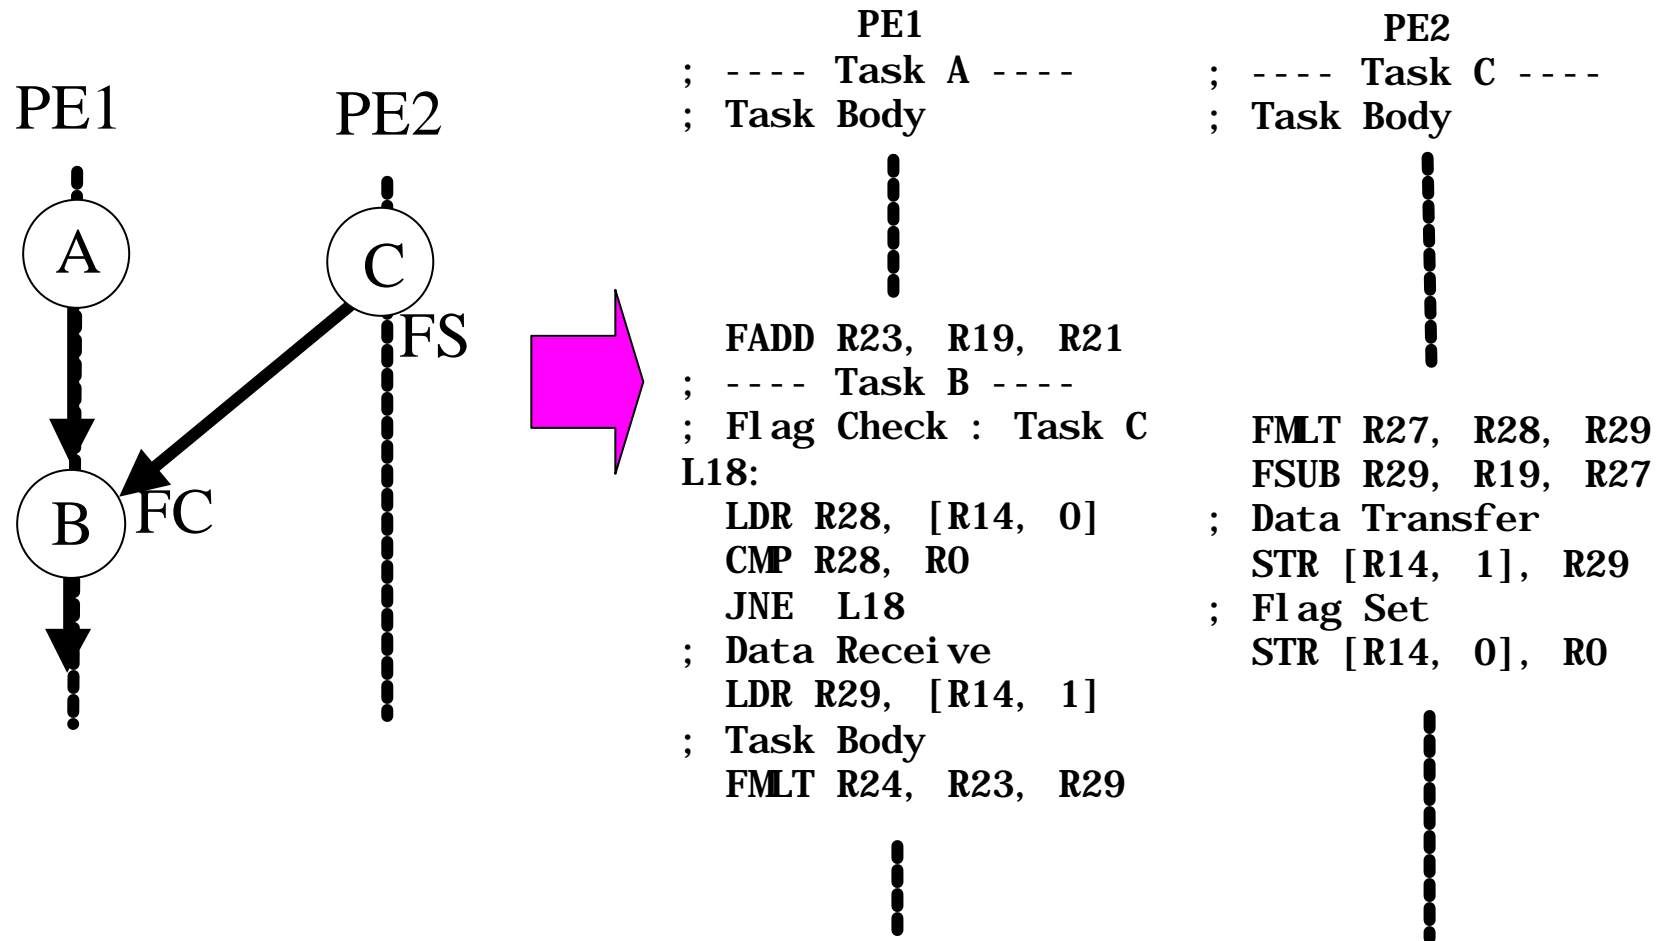 PE1
PE2
A
C
FS
B
FC
PE1
; ---- Task A ----
; Task Body
FADD R23, R19, R21
; ---- Task B ----
; Flag Check : Task C
L18:
LDR R28, [R14, 0]
CMP R28, R0
JNE L18
; Data Receive
LDR R29, [R14, 1]
; Task Body
FMLT R24, R23, R29
PE2
; ---- Task C ----
; Task Body
FMLT R27, R28, R29
FSUB R29, R19, R27
; Data Transfer
STR [R14, 1], R29
; Flag Set
STR [R14, 0], R0